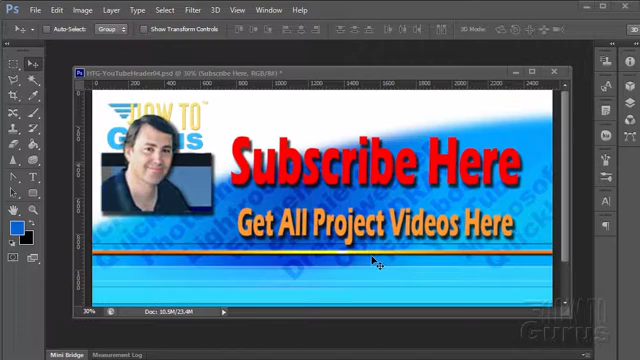 Ps File Edit Image Layer Type Select Filter 3D View Window Help
Auto-Select: Group Show Transform Controls 3D Mode:
Ps HTG-YouTubeHeader04.psd @ 30% (Subscribe Here, RGB/8#) *
HOW TO
Gurus
Subscribe Here
Get All Project Videos Here
30% Doc: 10.5M/23.4M
HOW TO
Gurus
Mini Bridge Measurement Log